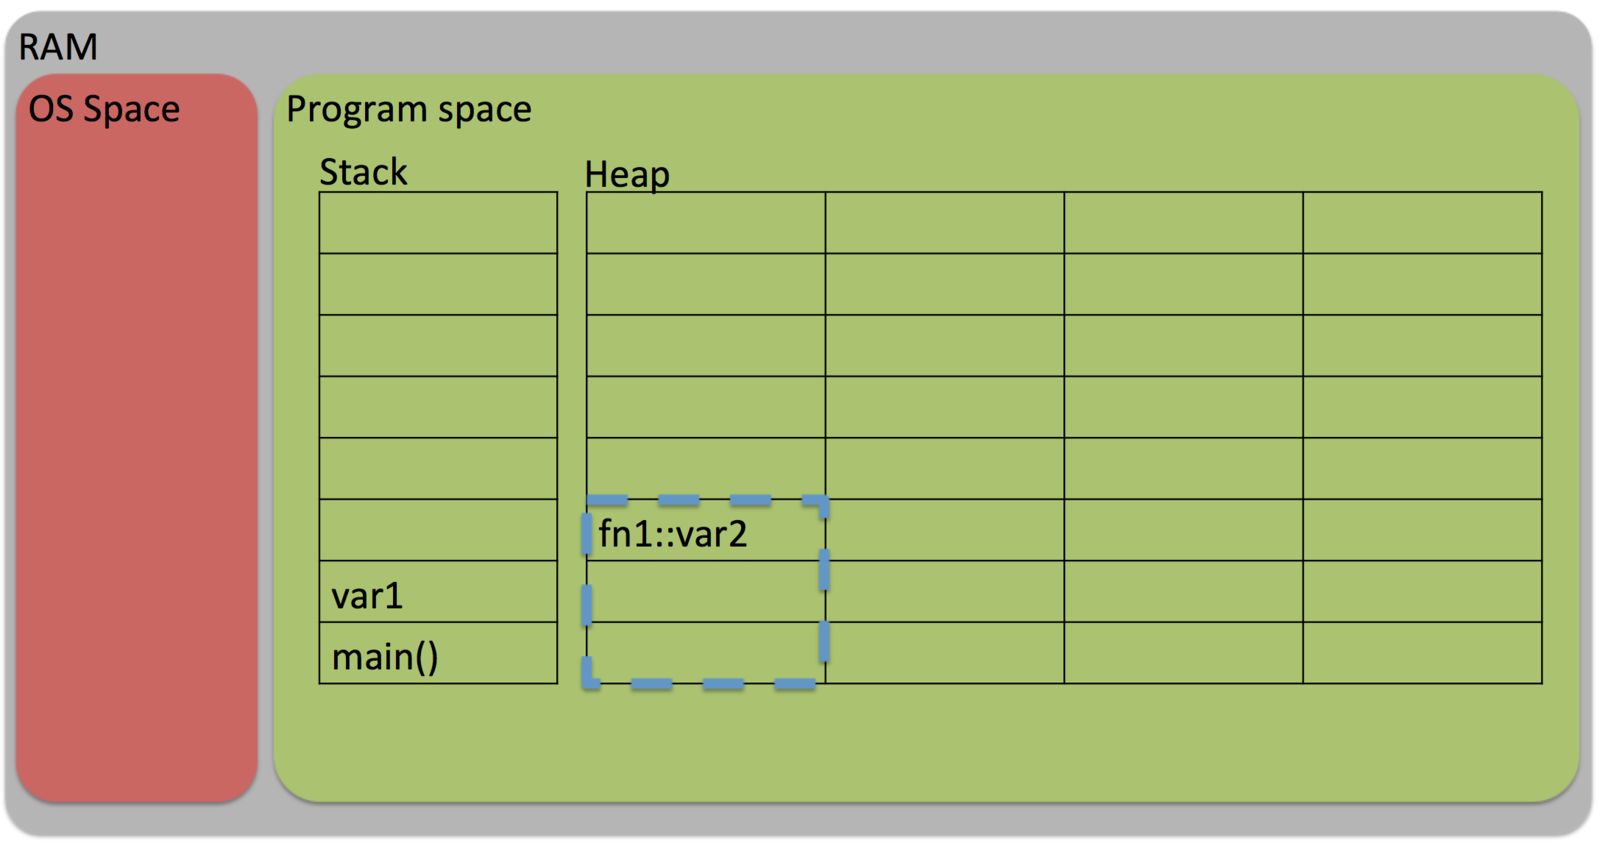 RAM
OS Space
Program space
Stack
Heap
fn1::var2
var1
main()